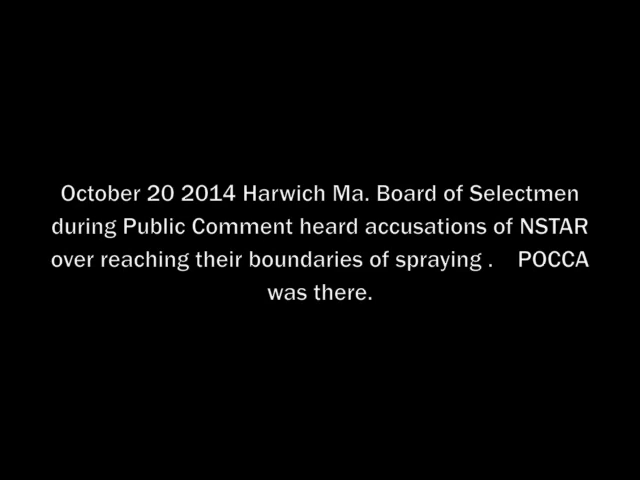 October 20 2014 Harwich Ma. Board of Selectmen
during Public Comment heard accusations of NSTAR
over reaching their boundaries of spraying .    POCCA
was there.